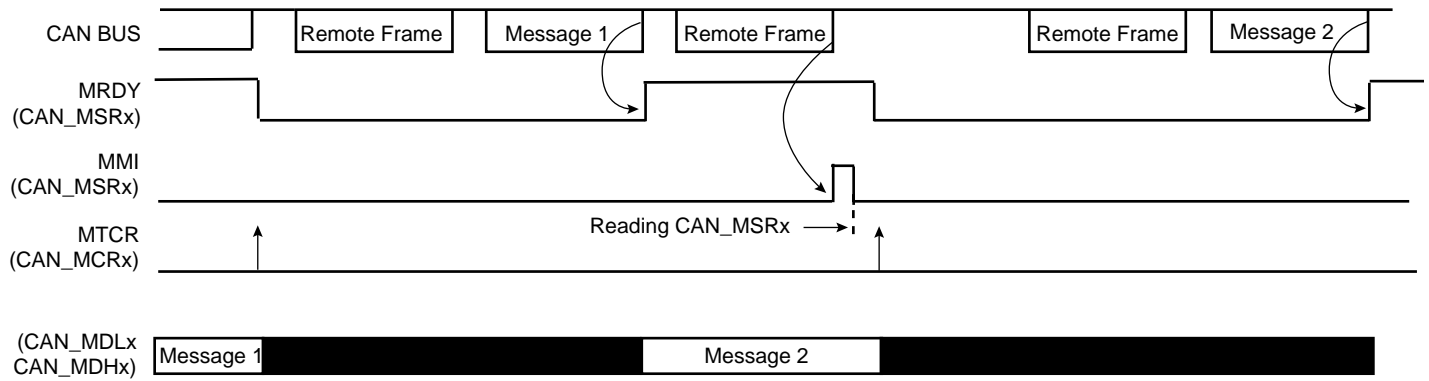 CAN BUS
Remote Frame
Message 1
Remote Frame
Remote Frame
Message 2
MRDY
(CAN_MSRx)
MMI
(CAN_MSRx)
Reading CAN_MSRx
MTCR
(CAN_MCRx)
(CAN_MDLx
CAN_MDHx)
Message 1
Message 2